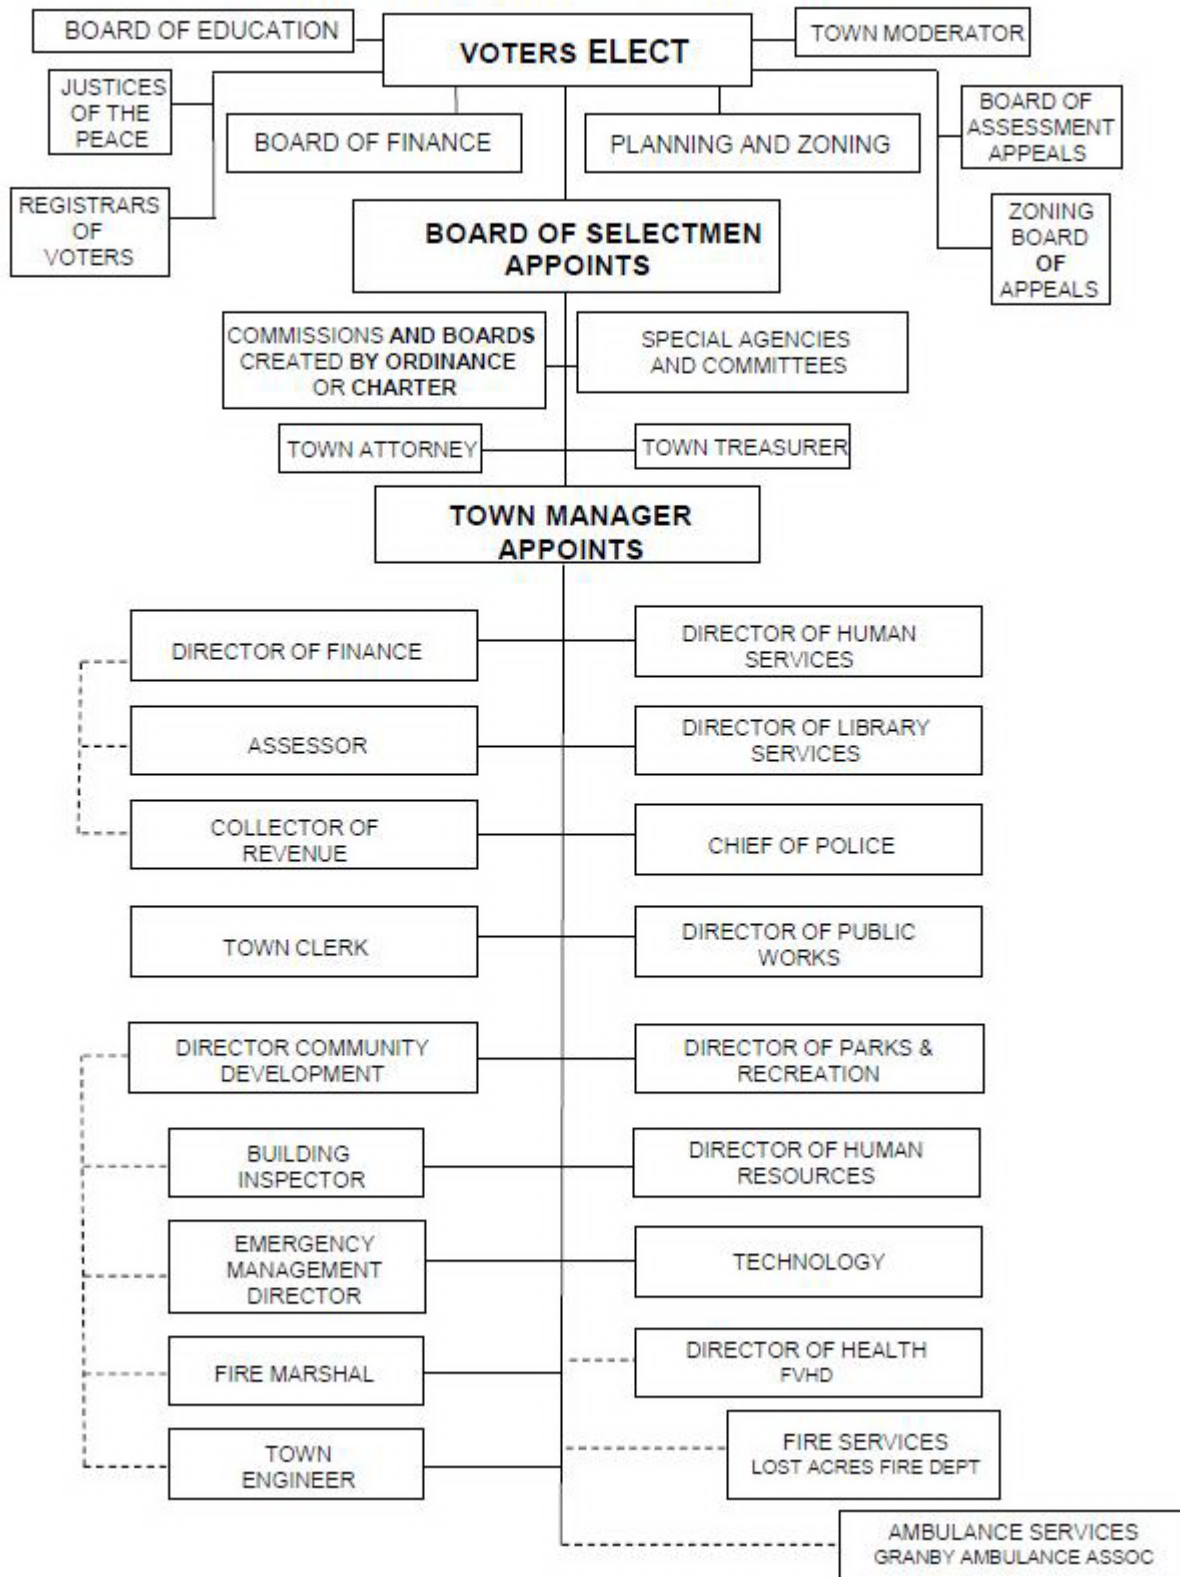 BOARD OF EDUCATION
VOTERS ELECT
TOWN MODERATOR
JUSTICES
OF THE
PEACE
BOARD OF FINANCE
PLANNING AND ZONING
BOARD OF
ASSESSMENT
APPEALS
REGISTRARS
OF
VOTERS
BOARD OF SELECTMEN
APPOINTS
ZONING
BOARD
OF
APPEALS
COMMISSIONS AND BOARDS
CREATED BY ORDINANCE
OR CHARTER
SPECIAL AGENCIES
AND COMMITTEES
TOWN ATTORNEY
TOWN TREASURER
TOWN MANAGER
APPOINTS
DIRECTOR OF FINANCE
DIRECTOR OF HUMAN
SERVICES
ASSESSOR
DIRECTOR OF LIBRARY
SERVICES
COLLECTOR OF
REVENUE
CHIEF OF POLICE
TOWN CLERK
DIRECTOR OF PUBLIC
WORKS
DIRECTOR COMMUNITY
DEVELOPMENT
DIRECTOR OF PARKS &
RECREATION
BUILDING
INSPECTOR
DIRECTOR OF HUMAN
RESOURCES
EMERGENCY
MANAGEMENT
DIRECTOR
TECHNOLOGY
FIRE MARSHAL
DIRECTOR OF HEALTH
FVHD
TOWN
ENGINEER
FIRE SERVICES
LOST ACRES FIRE DEPT
AMBULANCE SERVICES
GRANBY AMBULANCE ASSOC